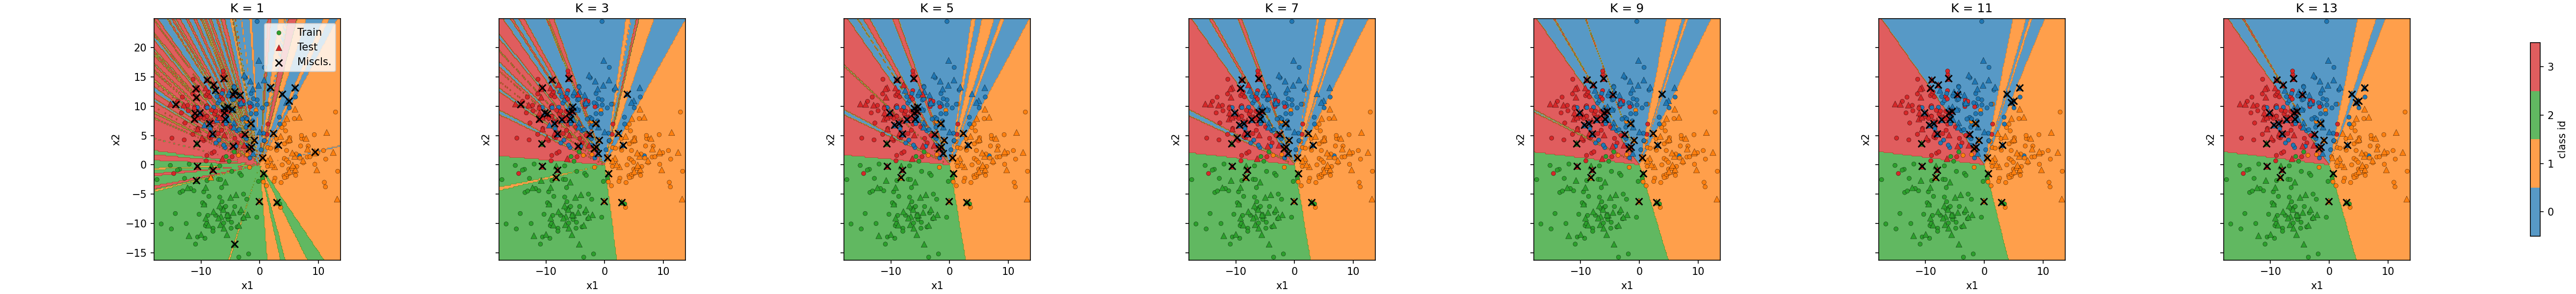 K = 1
K = 3
K = 5
K = 7
K = 9
K = 11
K = 13
Train
Test
Miscls.
20
15
10
5
0
−5
−10
−15
x2
x2
x2
x2
x2
x2
x2
−10 0 10
−10 0 10
−10 0 10
−10 0 10
−10 0 10
−10 0 10
−10 0 10
x1
x1
x1
x1
x1
x1
x1
3
2
1
0
class id